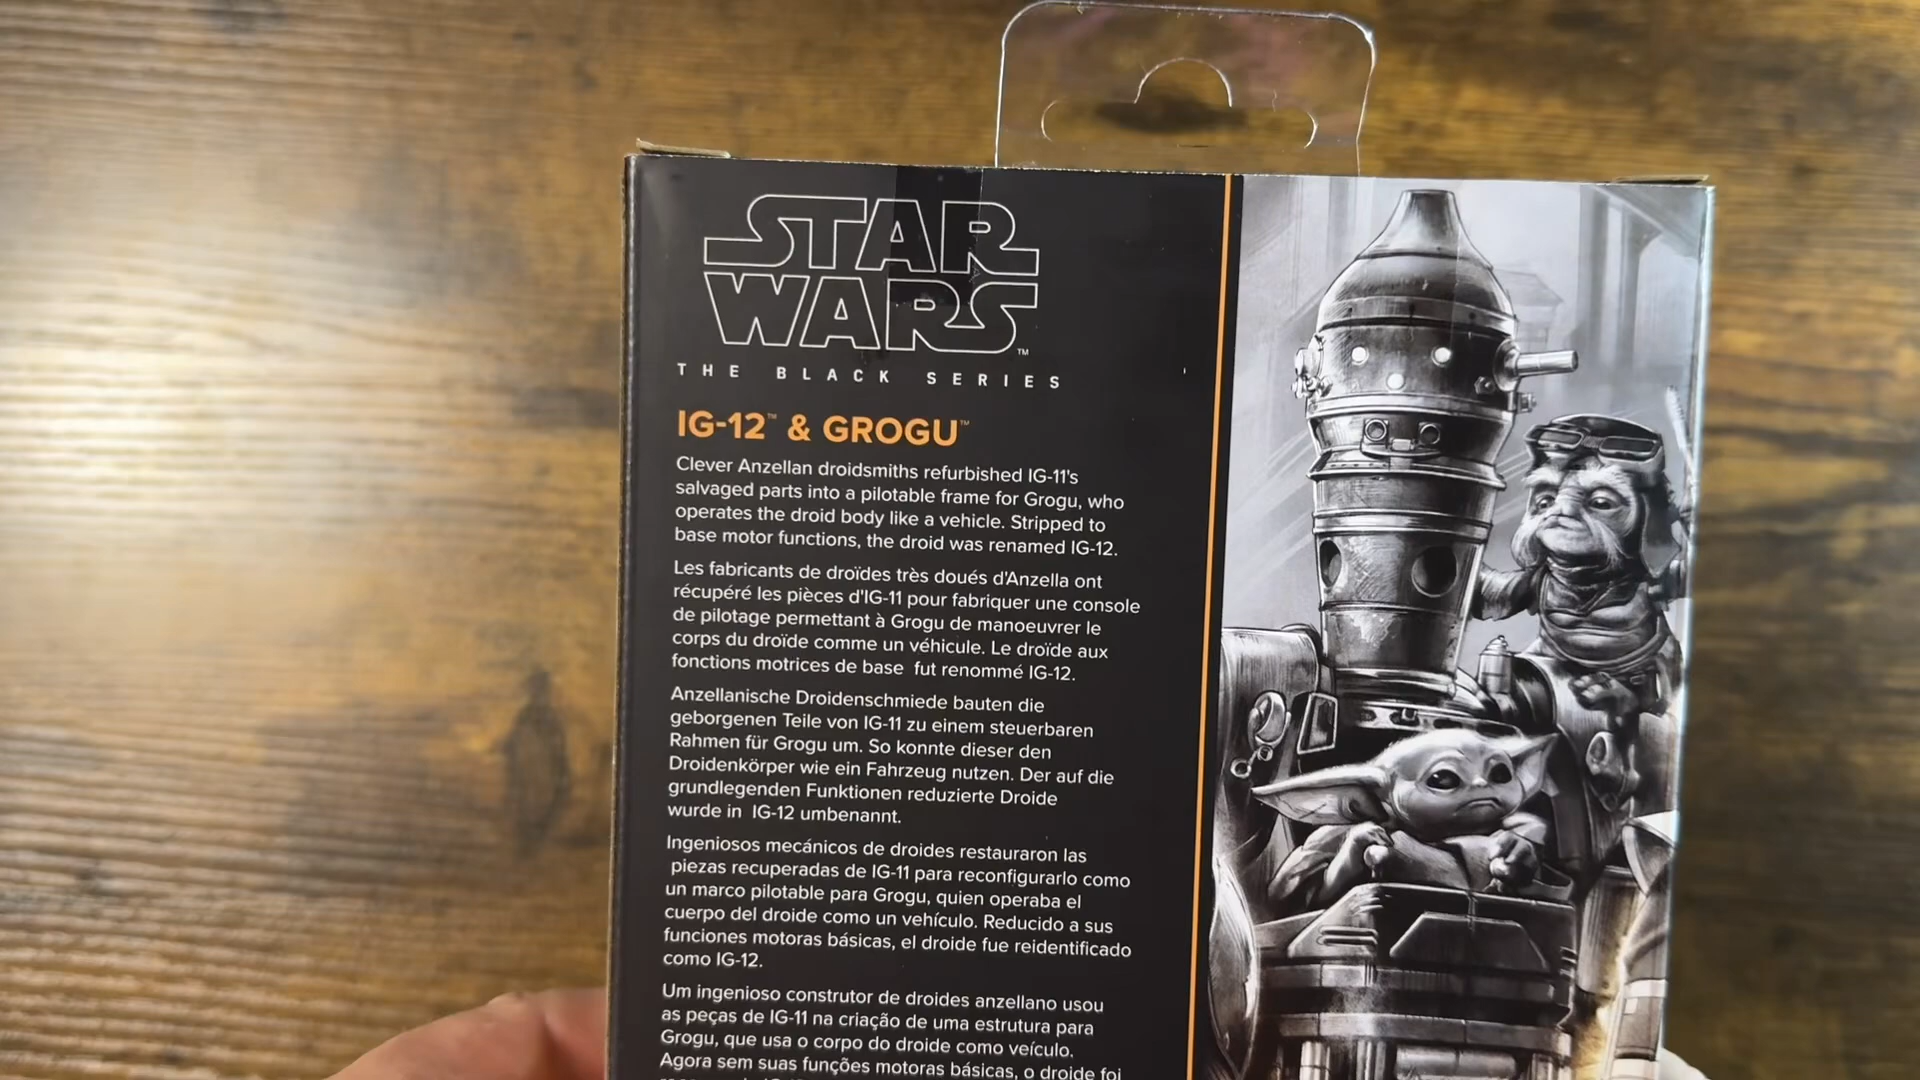 STAR
WARS™
THE BLACK SERIES
IG-12™ & GROGU™
Clever Anzellan droidsmiths refurbished IG-11's
salvaged parts into a pilotable frame for Grogu, who
operates the droid body like a vehicle. Stripped to
base motor functions, the droid was renamed IG-12.
Les fabricants de droïdes très doués d'Anzella ont
récupéré les pièces d'IG-11 pour fabriquer une console
de pilotage permettant à Grogu de manoeuvrer le
corps du droïde comme un véhicule. Le droïde aux
fonctions motrices de base fut renommé IG-12.
Anzellanische Droidenschmiede bauten die
geborgenen Teile von IG-11 zu einem steuerbaren
Rahmen für Grogu um. So konnte dieser den
Droidenkörper wie ein Fahrzeug nutzen. Der auf die
grundlegenden Funktionen reduzierte Droide
wurde in IG-12 umbenannt.
Ingeniosos mecánicos de droides restauraron las
piezas recuperadas de IG-11 para reconfigurarlo como
un marco pilotable para Grogu, quien operaba el
cuerpo del droide como un vehículo. Reducido a sus
funciones motoras básicas, el droide fue reidentificado
como IG-12.
Um ingenioso construtor de droides anzellano usou
as peças de IG-11 na criação de uma estrutura para
Grogu, que usa o corpo do droide como veículo.
Agora sem suas funções motoras básicas, o droide foi